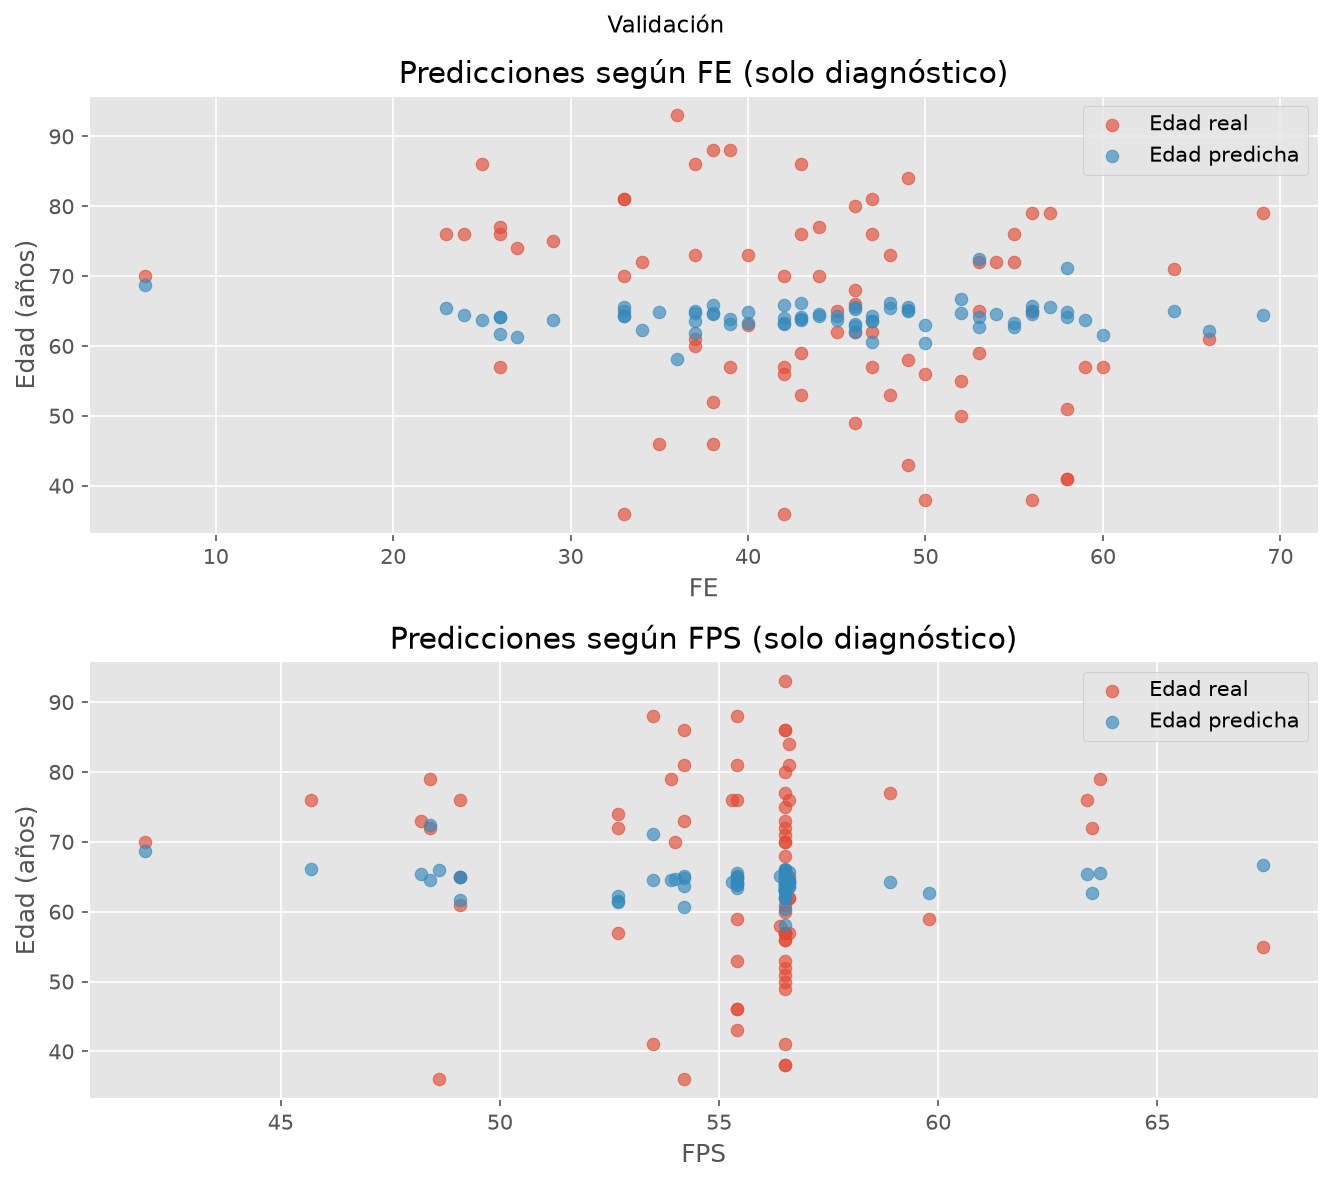 Validación
Predicciones según FE (solo diagnóstico)
Edad real
Edad predicha
90
80
70
60
50
40
Edad (años)
10 20 30 40 50 60 70
FE
Predicciones según FPS (solo diagnóstico)
Edad real
Edad predicha
90
80
70
60
50
40
Edad (años)
45 50 55 60 65
FPS